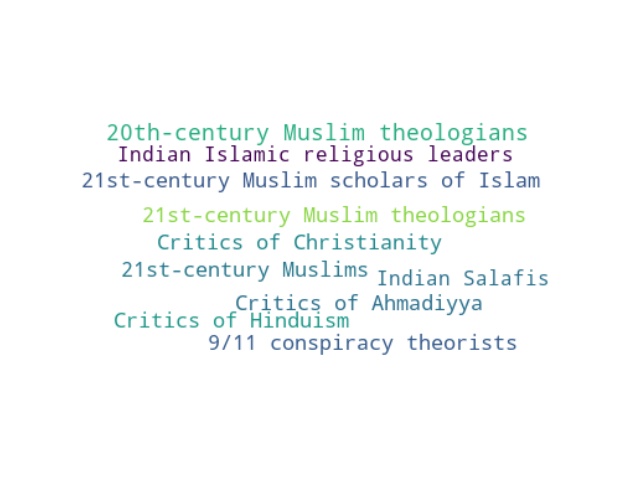 20th-century Muslim theologians
Indian Islamic religious leaders
21st-century Muslim scholars of Islam
21st-century Muslim theologians
Critics of Christianity
21st-century Muslims
Indian Salafis
Critics of Ahmadiyya
Critics of Hinduism
9/11 conspiracy theorists